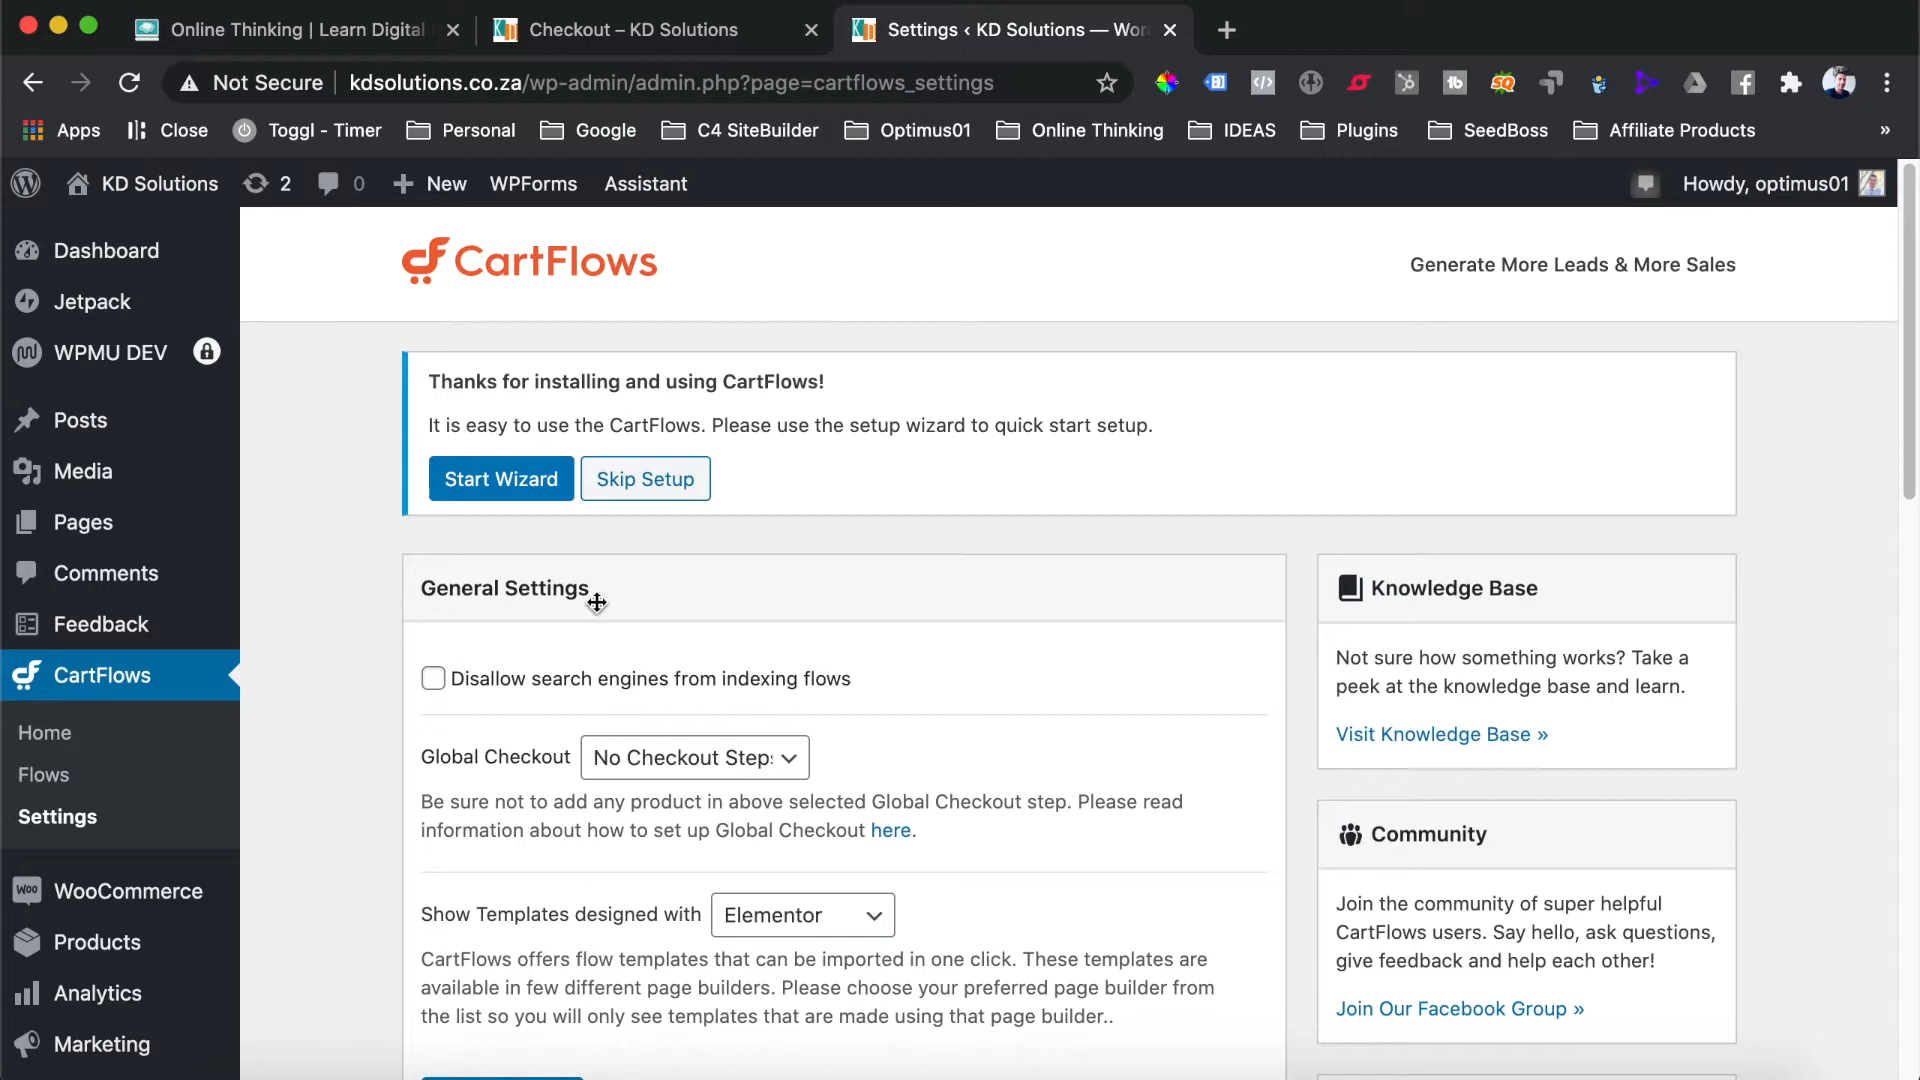 Online Thinking | Learn Digital
Checkout – KD Solutions
Settings ‹ KD Solutions — Wor
Not Secure
kdsolutions.co.za/wp-admin/admin.php?page=cartflows_settings
Apps
Close
Toggl - Timer
Personal
Google
C4 SiteBuilder
Optimus01
Online Thinking
IDEAS
Plugins
SeedBoss
Affiliate Products
»
KD Solutions
2
0
New
WPForms
Assistant
Howdy, optimus01
Dashboard
Jetpack
WPMU DEV
Posts
Media
Pages
Comments
Feedback
CartFlows
Home
Flows
Settings
WooCommerce
Products
Analytics
Marketing
CartFlows
Generate More Leads & More Sales
Thanks for installing and using CartFlows!
It is easy to use the CartFlows. Please use the setup wizard to quick start setup.
Start Wizard
Skip Setup
General Settings
Disallow search engines from indexing flows
Global Checkout
No Checkout Steps
Be sure not to add any product in above selected Global Checkout step. Please read
information about how to set up Global Checkout here.
Show Templates designed with
Elementor
CartFlows offers flow templates that can be imported in one click. These templates are
available in few different page builders. Please choose your preferred page builder from
the list so you will only see templates that are made using that page builder..
Knowledge Base
Not sure how something works? Take a
peek at the knowledge base and learn.
Visit Knowledge Base »
Community
Join the community of super helpful
CartFlows users. Say hello, ask questions,
give feedback and help each other!
Join Our Facebook Group »